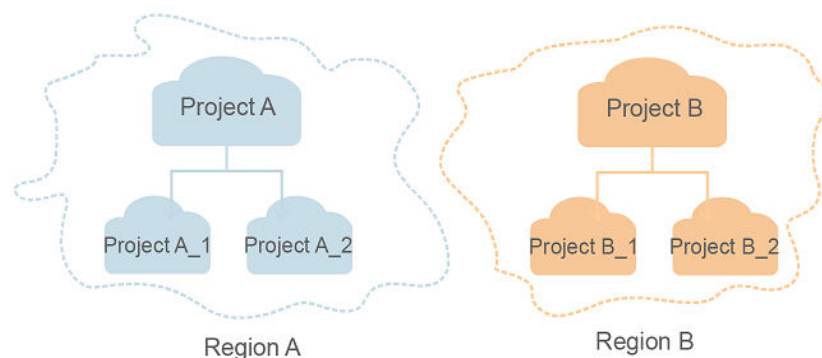 Project A
Project A_1
Project A_2
Region A
Project B
Project B_1
Project B_2
Region B